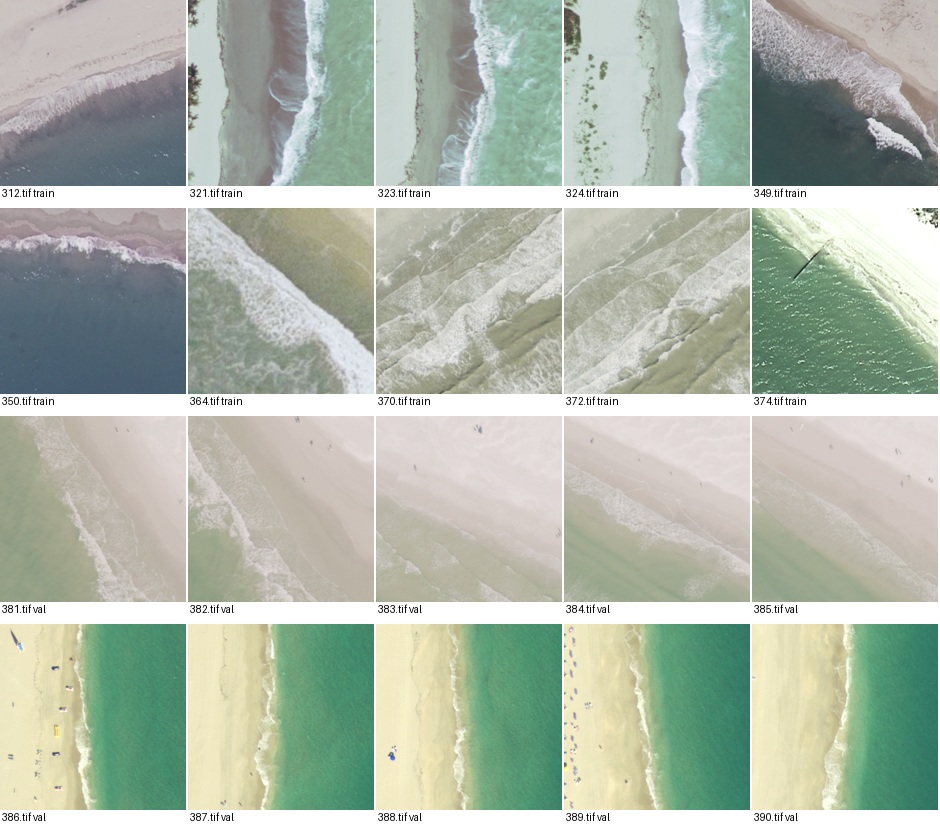 312.tif train
321.tif train
323.tif train
324.tif train
349.tif train
350.tif train
364.tif train
370.tif train
372.tif train
374.tif train
381.tif val
382.tif val
383.tif val
384.tif val
385.tif val
386.tif val
387.tif val
388.tif val
389.tif val
390.tif val